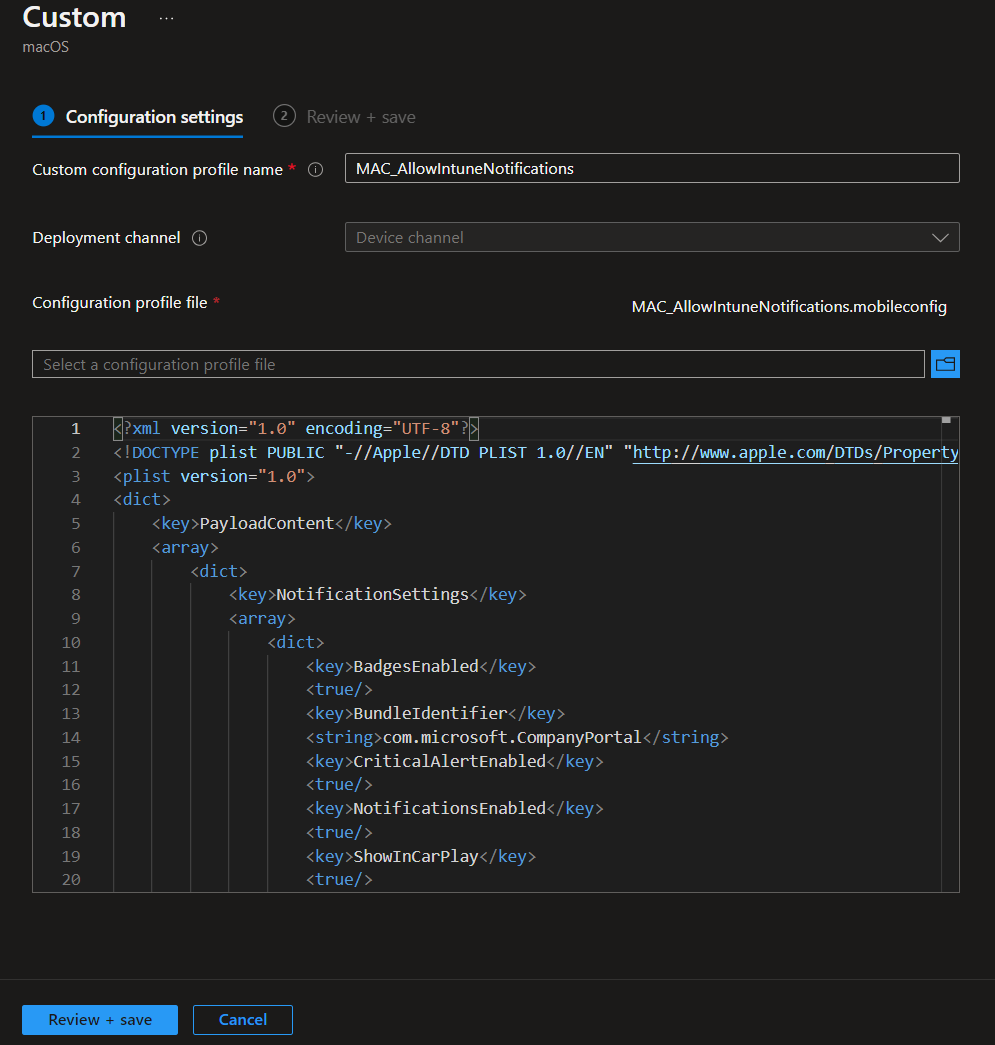 Custom ...
macOS
1 Configuration settings 2 Review + save
Custom configuration profile name * MAC_AllowIntuneNotifications
Deployment channel Device channel
Configuration profile file *
MAC_AllowIntuneNotifications.mobileconfig
Select a configuration profile file
1 <?xml version="1.0" encoding="UTF-8"?>
2 <!DOCTYPE plist PUBLIC "-//Apple//DTD PLIST 1.0//EN" "http://www.apple.com/DTDs/Property
3 <plist version="1.0">
4 <dict>
5 <key>PayloadContent</key>
6 <array>
7 <dict>
8 <key>NotificationSettings</key>
9 <array>
10 <dict>
11 <key>BadgesEnabled</key>
12 <true/>
13 <key>BundleIdentifier</key>
14 <string>com.microsoft.CompanyPortal</string>
15 <key>CriticalAlertEnabled</key>
16 <true/>
17 <key>NotificationsEnabled</key>
18 <true/>
19 <key>ShowInCarPlay</key>
20 <true/>
Review + save Cancel